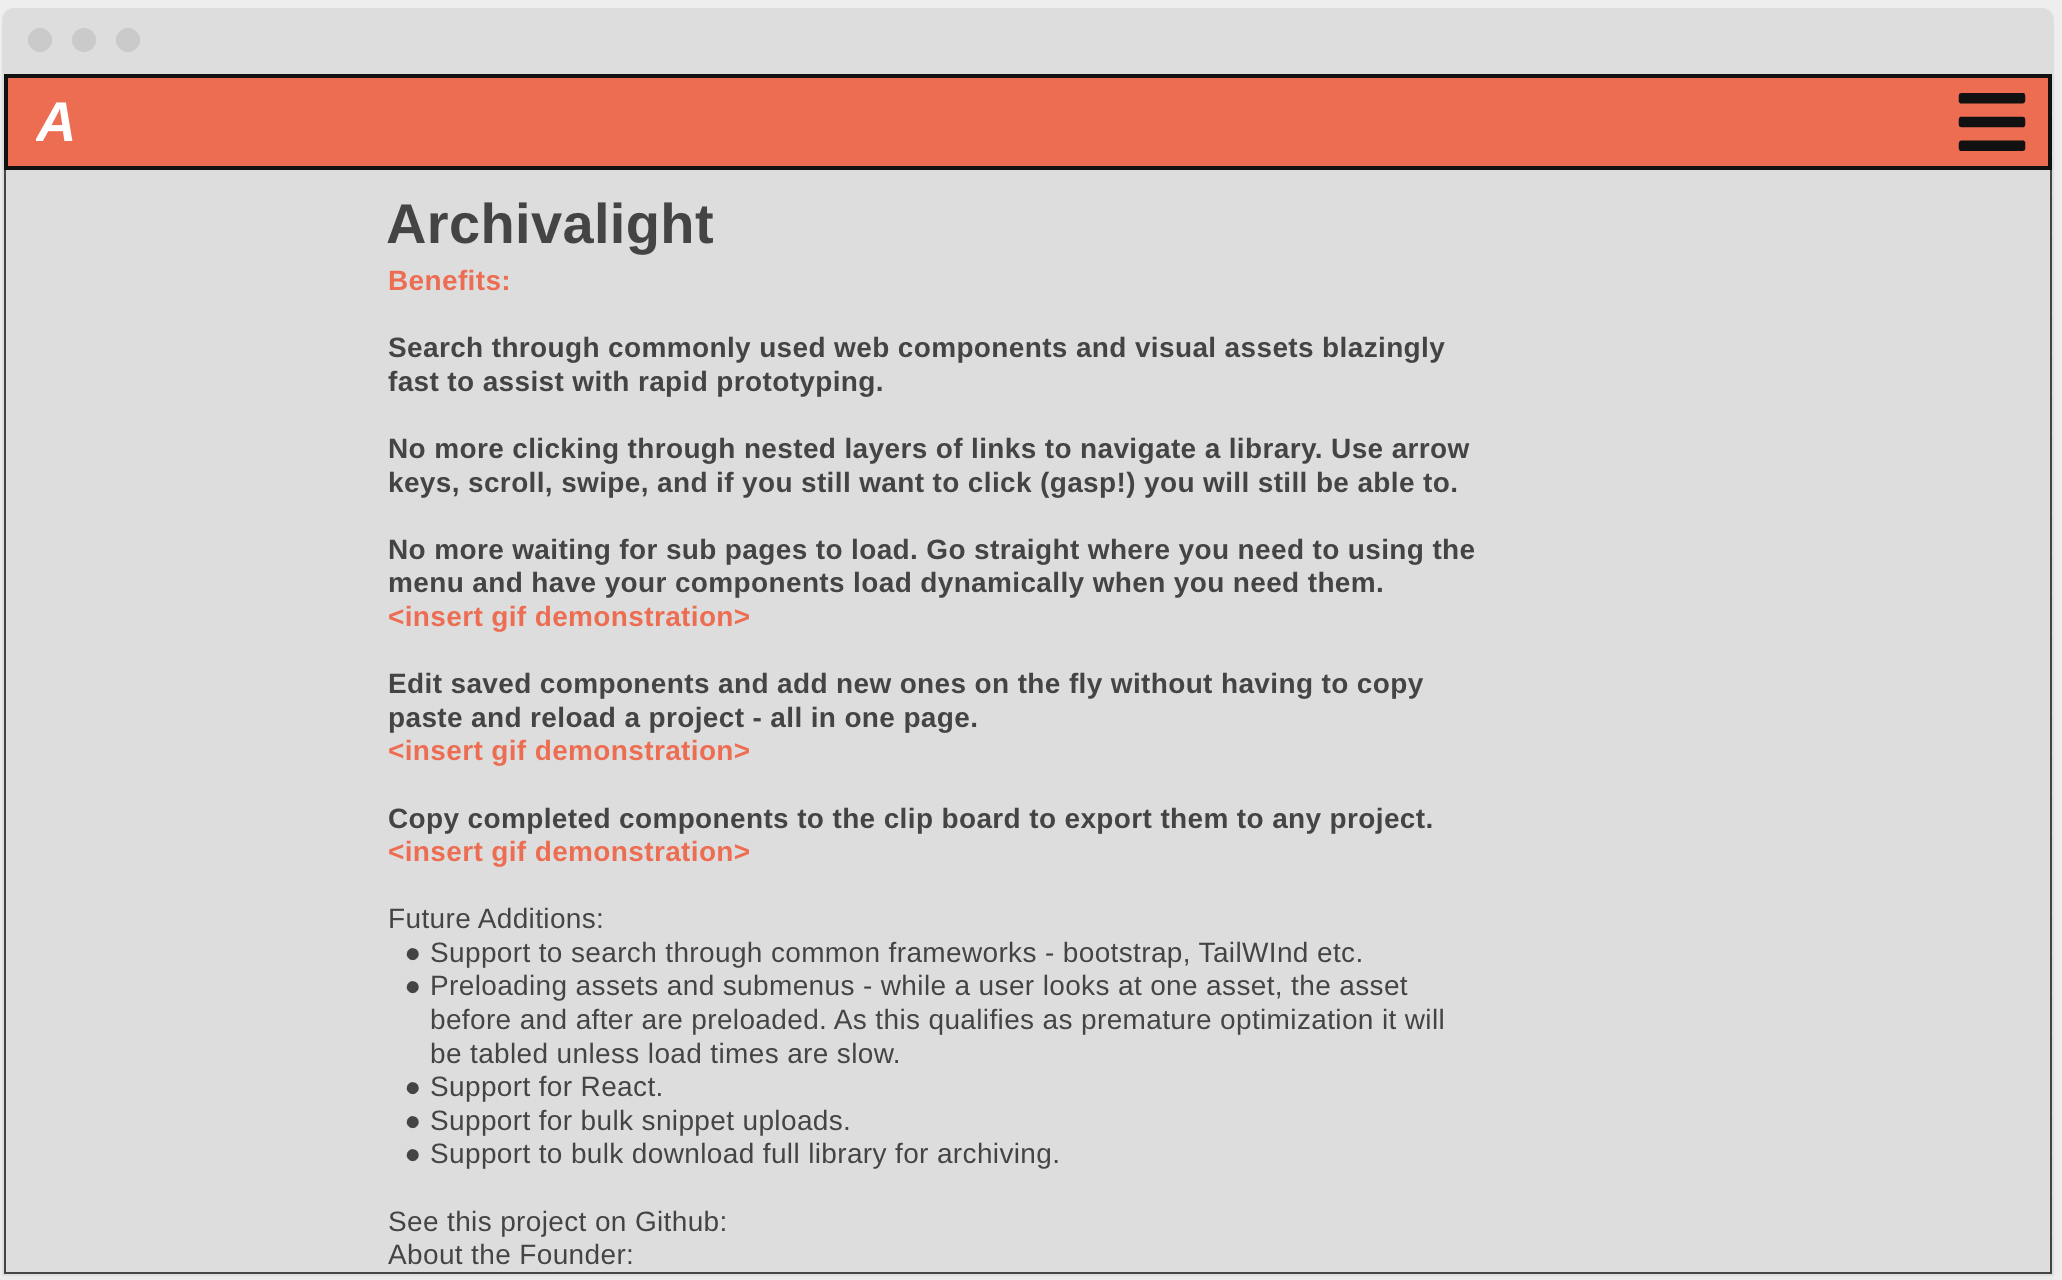 A
Archivalight
Benefits:
Search through commonly used web components and visual assets blazingly
fast to assist with rapid prototyping.
No more clicking through nested layers of links to navigate a library. Use arrow
keys, scroll, swipe, and if you still want to click (gasp!) you will still be able to.
No more waiting for sub pages to load. Go straight where you need to using the
menu and have your components load dynamically when you need them.
<insert gif demonstration>
Edit saved components and add new ones on the fly without having to copy
paste and reload a project - all in one page.
<insert gif demonstration>
Copy completed components to the clip board to export them to any project.
<insert gif demonstration>
Future Additions:
● Support to search through common frameworks - bootstrap, TailWInd etc.
● Preloading assets and submenus - while a user looks at one asset, the asset
before and after are preloaded. As this qualifies as premature optimization it will
be tabled unless load times are slow.
● Support for React.
● Support for bulk snippet uploads.
● Support to bulk download full library for archiving.
See this project on Github:
About the Founder: